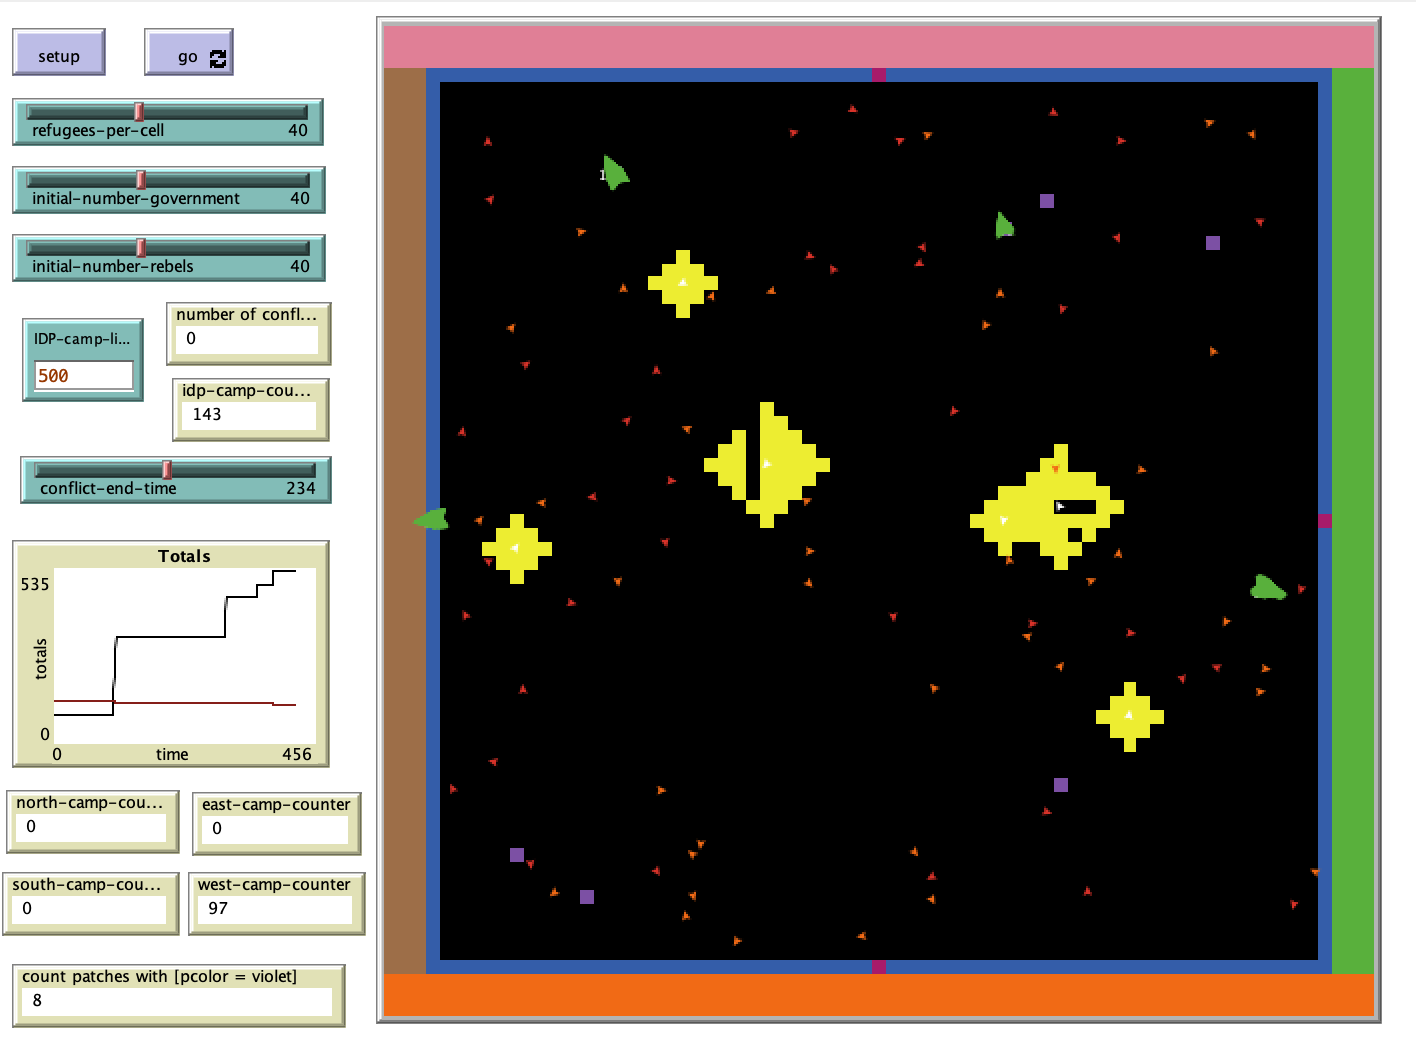 setup
go
refugees-per-cell 40
initial-number-government 40
initial-number-rebels 40
number of confl...
0
IDP-camp-li...
500
idp-camp-cou...
143
conflict-end-time 234
Totals
535
totals
0
0 time 456
north-camp-cou...
0
east-camp-counter
0
south-camp-cou...
0
west-camp-counter
97
count patches with [pcolor = violet]
8